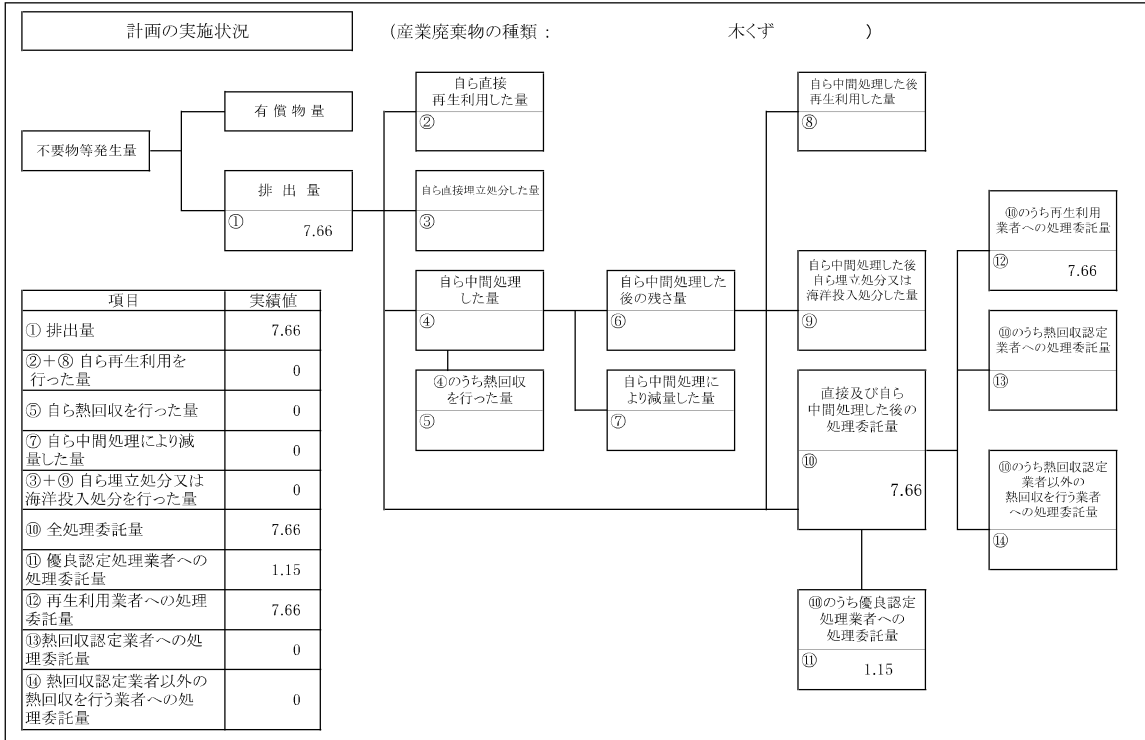 計画の実施状況
(産業廃棄物の種類： 木くず )
不要物等発生量
有 償 物 量
排 出 量
①
7.66
自ら直接
再生利用した量
②
自ら直接埋立処分した量
③
自ら中間処理
した量
④
④のうち熱回収
を行った量
⑤
自ら中間処理した
後の残さ量
⑥
自ら中間処理に
より減量した量
⑦
自ら中間処理した後
再生利用した量
⑧
自ら中間処理した後
自ら埋立処分又は
海洋投入処分した量
⑨
直接及び自ら
中間処理した後の
処理委託量
⑩
7.66
⑩のうち優良認定
処理業者への
処理委託量
⑪
1.15
⑩のうち再生利用
業者への処理委託量
⑫
7.66
⑩のうち熱回収認定
業者への処理委託量
⑬
⑩のうち熱回収認定
業者以外の
熱回収を行う業者
への処理委託量
⑭
項目 実績値
① 排出量 7.66
②＋⑧ 自ら再生利用を
行った量 0
⑤ 自ら熱回収を行った量 0
⑦ 自ら中間処理により減
量した量 0
③＋⑨ 自ら埋立処分又は
海洋投入処分を行った量 0
⑩ 全処理委託量 7.66
⑪ 優良認定処理業者への
処理委託量 1.15
⑫ 再生利用業者への処理
委託量 7.66
⑬熱回収認定業者への処
理委託量 0
⑭ 熱回収認定業者以外の
熱回収を行う業者への処
理委託量 0